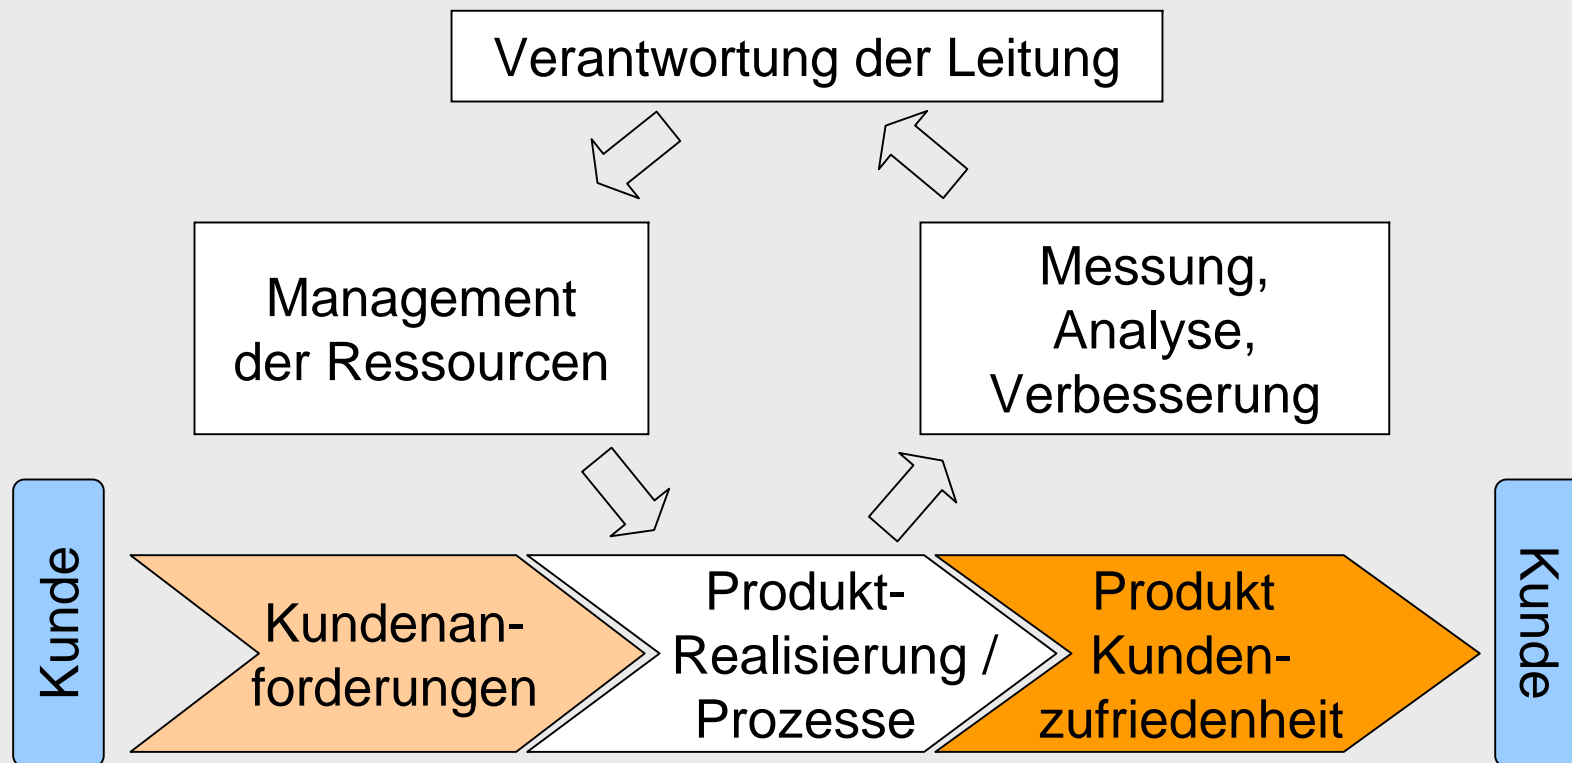 Verantwortung der Leitung
Management
der Ressourcen
Messung,
Analyse,
Verbesserung
Kunde
Kundenan-
forderungen
Produkt-
Realisierung /
Prozesse
Produkt
Kunden-
zufriedenheit
Kunde